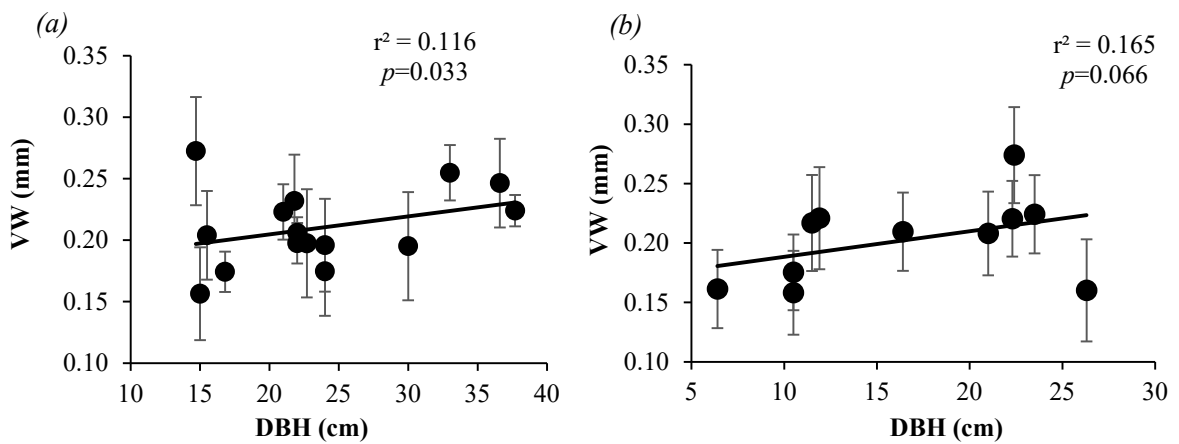 (a)
r² = 0.116
p=0.033
0.35
0.30
0.25
0.20
0.15
0.10
VW (mm)
10 15 20 25 30 35 40
DBH (cm)
(b)
r² = 0.165
p=0.066
0.35
0.30
0.25
0.20
0.15
0.10
VW (mm)
5 10 15 20 25 30
DBH (cm)